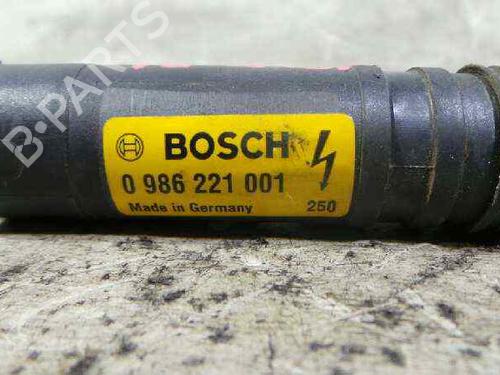 B-PARTS
BOSCH
0 986 221 001
Made in Germany 250